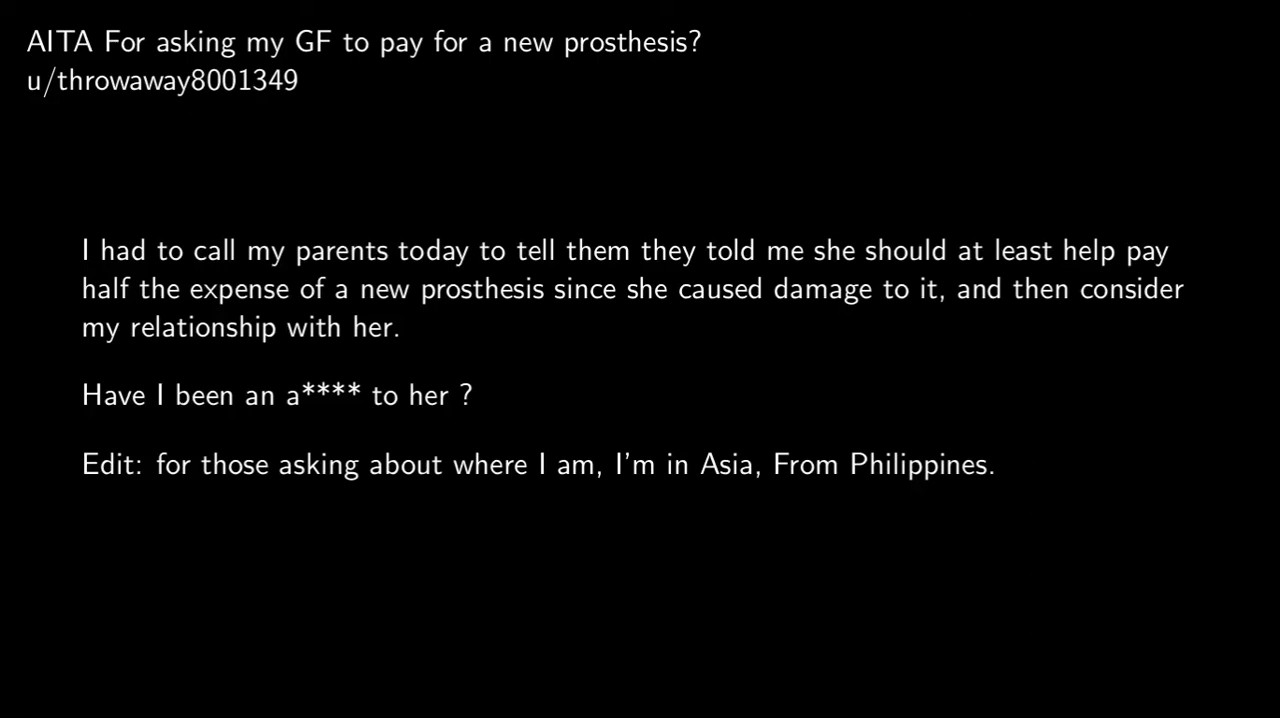 AITA For asking my GF to pay for a new prosthesis?
u/throwaway8001349
I had to call my parents today to tell them they told me she should at least help pay
half the expense of a new prosthesis since she caused damage to it, and then consider
my relationship with her.
Have I been an a**** to her ?
Edit: for those asking about where I am, I'm in Asia, From Philippines.